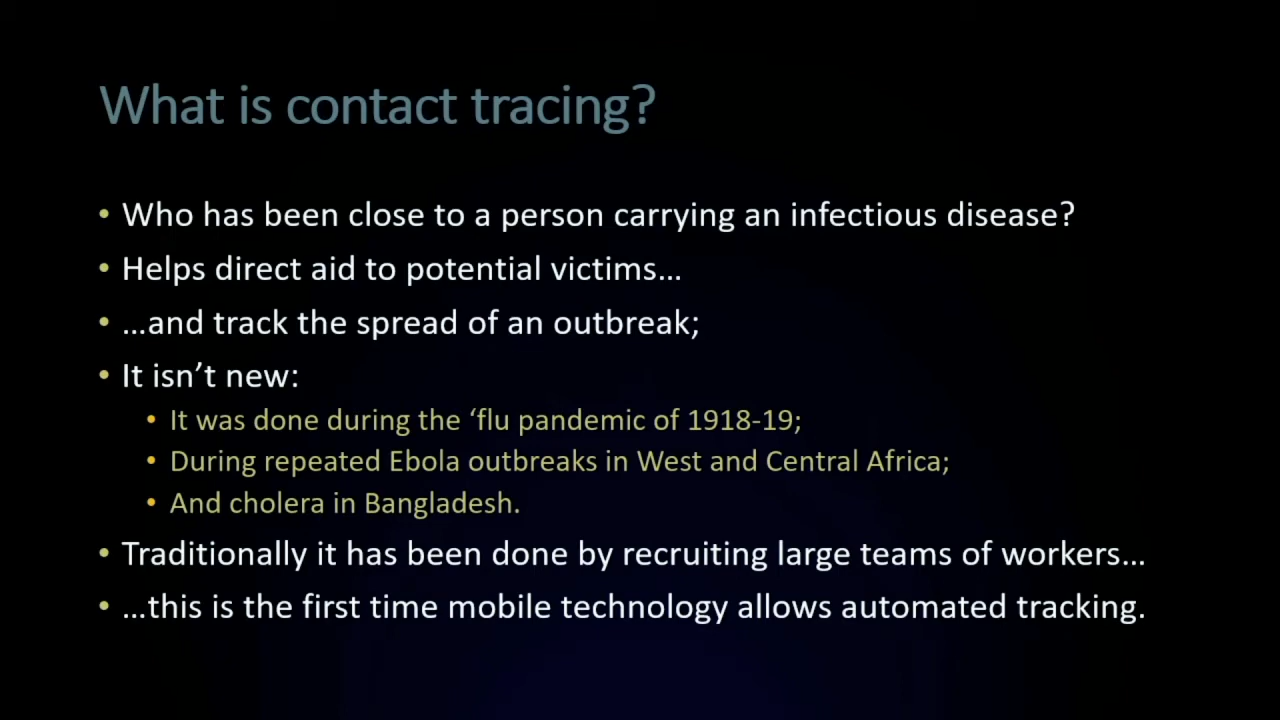 What is contact tracing?
• Who has been close to a person carrying an infectious disease?
• Helps direct aid to potential victims…
• …and track the spread of an outbreak;
• It isn’t new:
• It was done during the ‘flu pandemic of 1918-19;
• During repeated Ebola outbreaks in West and Central Africa;
• And cholera in Bangladesh.
• Traditionally it has been done by recruiting large teams of workers…
• …this is the first time mobile technology allows automated tracking.